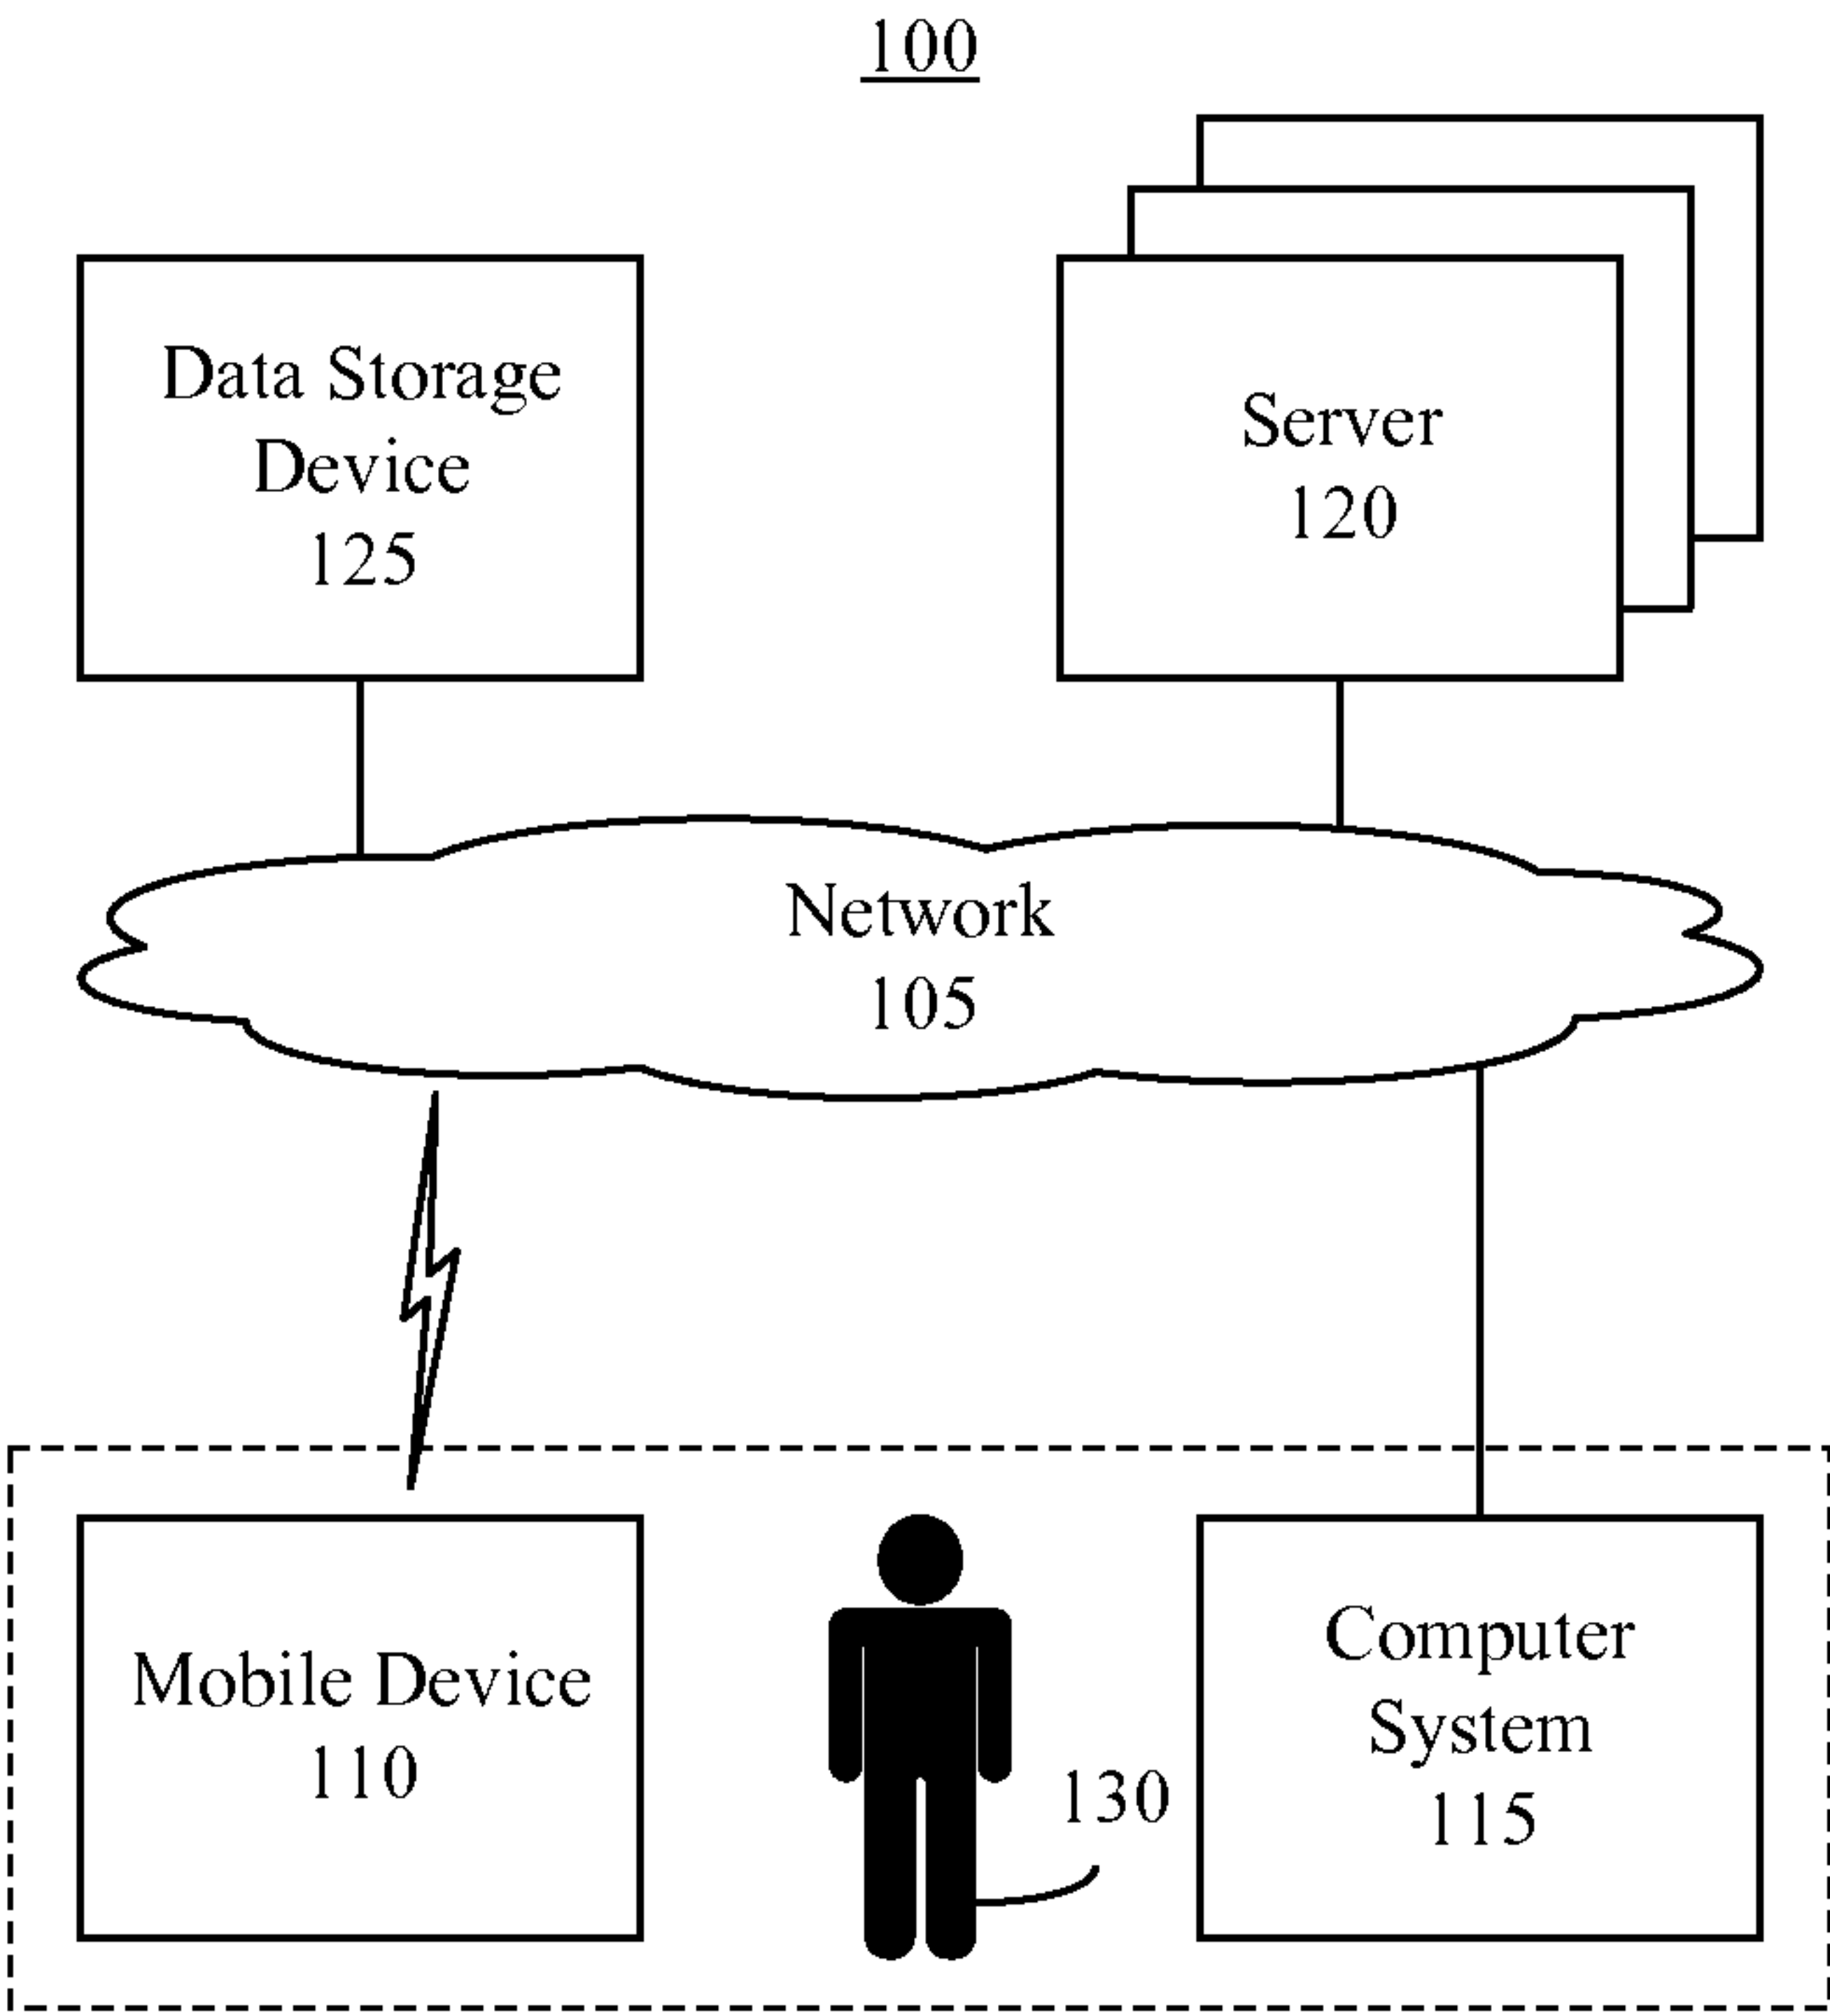 100
Data Storage
Device
125
Server
120
Network
105
Mobile Device
110
130
Computer
System
115